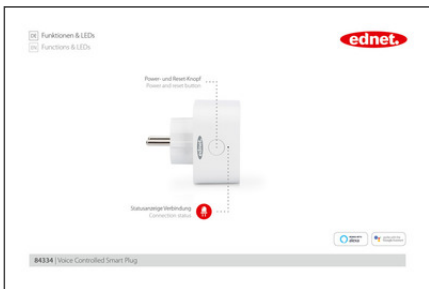 DE Funktionen & LEDs
EN Functions & LEDs
ednet.
Power- und Reset-Knopf
Power and reset button
Statusanzeige Verbindung
Connection status
84334 | Voice Controlled Smart Plug